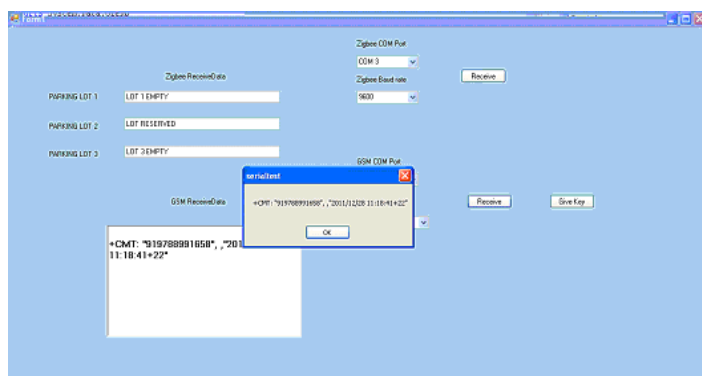 Form1
Zigbee COM Port
COM 3
Zigbee ReceiveData
Zigbee Baud rate
Receive
PARKING LOT 1
LOT 1 EMPTY
9600
PARKING LOT 2
LOT RESERVED
PARKING LOT 3
LOT 3 EMPTY
GSM COM Port
serialtest
+CMT: "919788991658", ,"2011/12/28 11:18:41+22"
OK
GSM ReceiveData
Receive
Give Key
+CMT: "919788991658", ,"201
11:18:41+22"